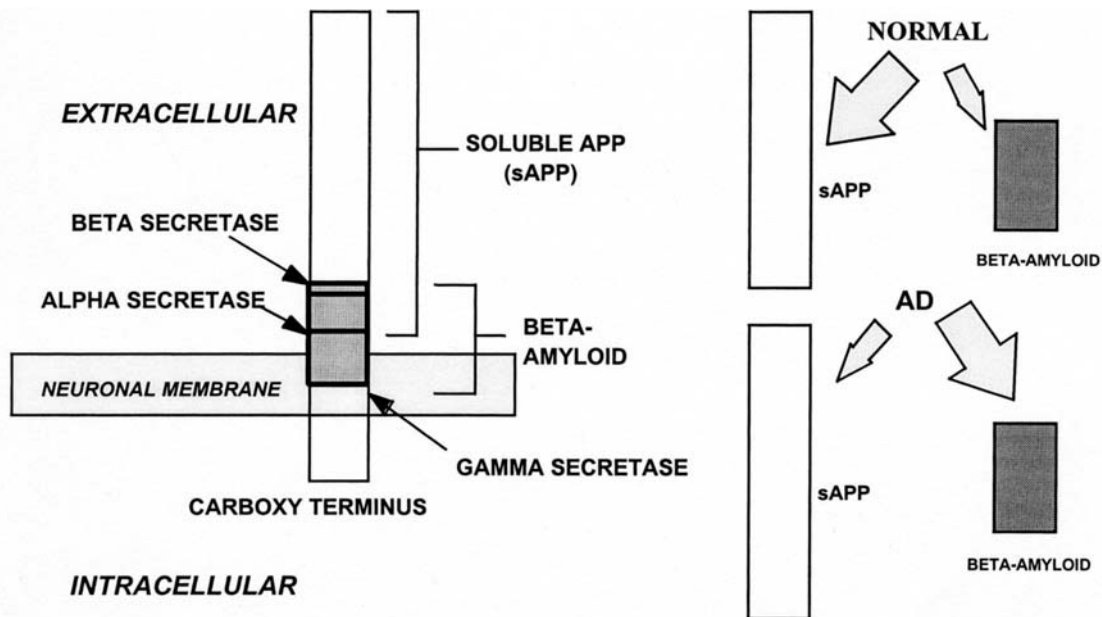 EXTRACELLULAR
SOLUBLE APP
(sAPP)
BETA SECRETASE
ALPHA SECRETASE
BETA-
AMYLOID
NEURONAL MEMBRANE
GAMMA SECRETASE
CARBOXY TERMINUS
INTRACELLULAR
NORMAL
sAPP
BETA-AMYLOID
AD
sAPP
BETA-AMYLOID